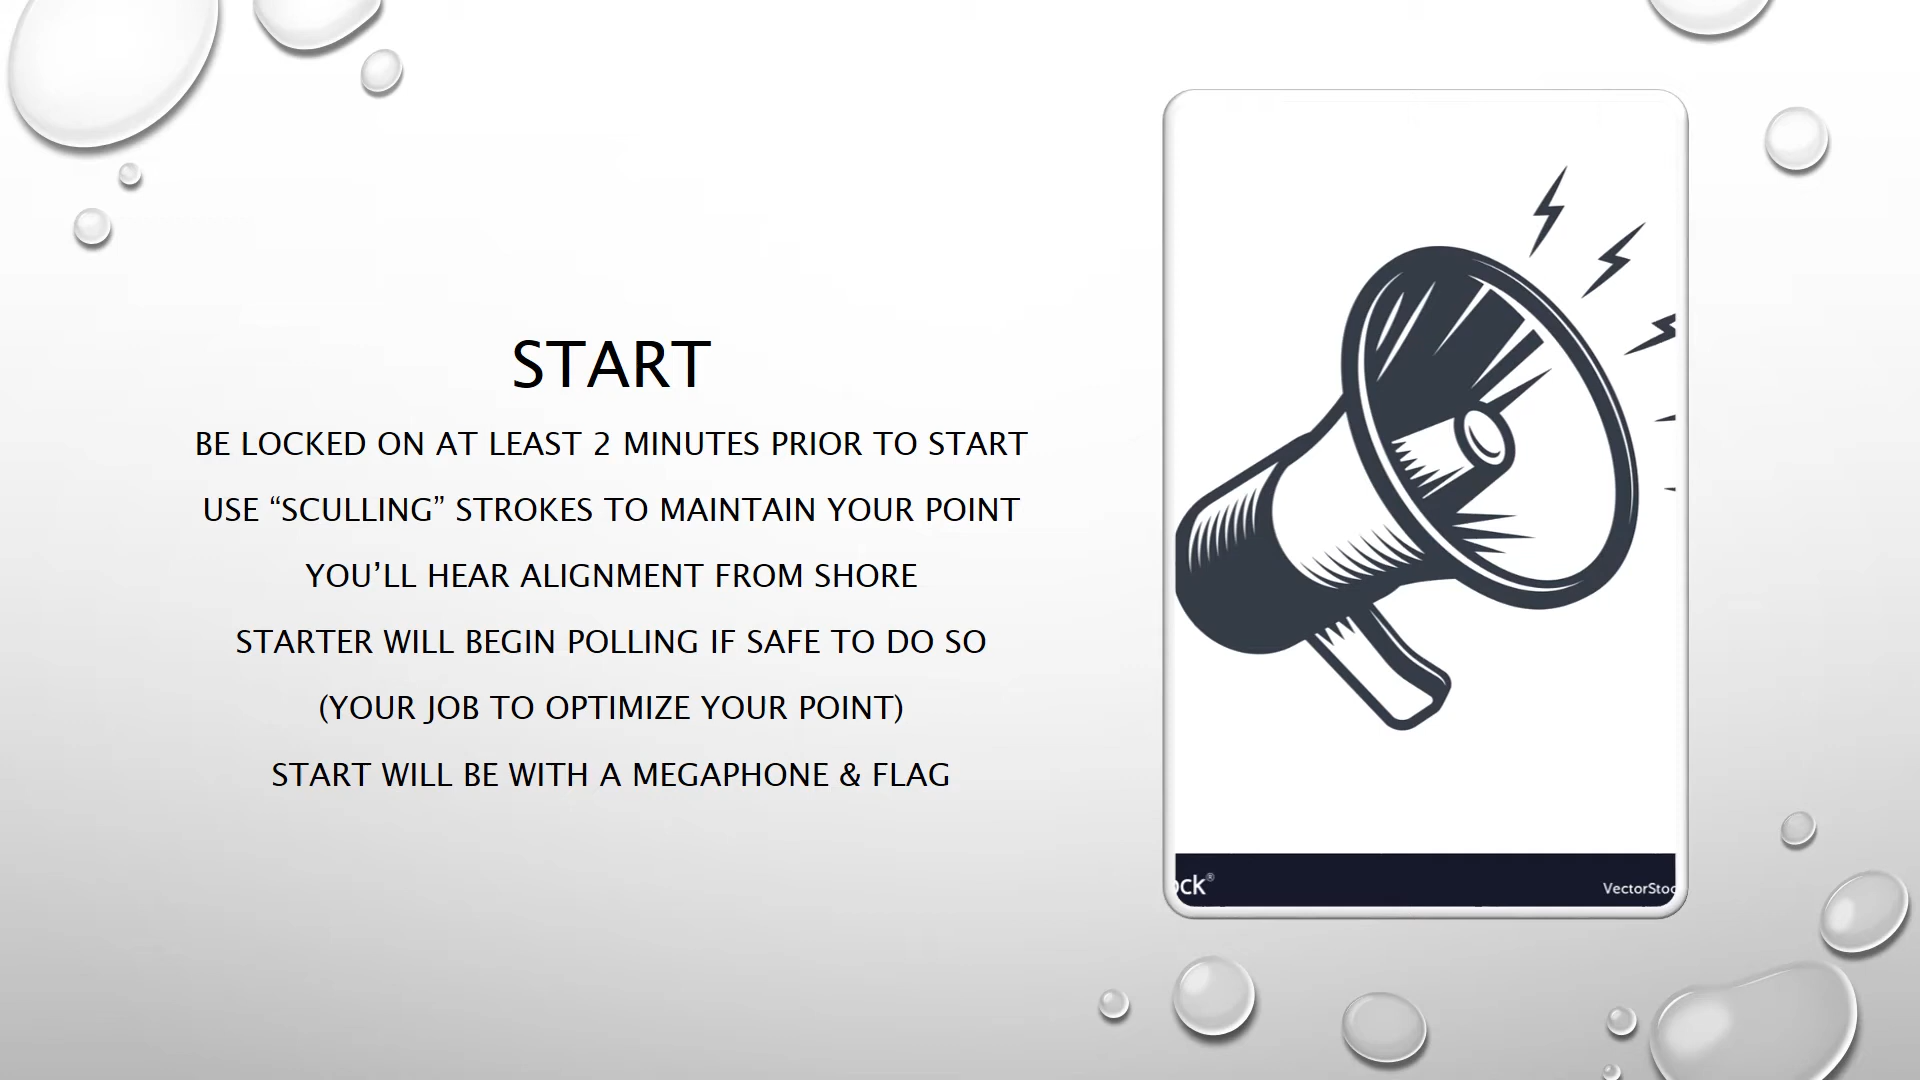 START
BE LOCKED ON AT LEAST 2 MINUTES PRIOR TO START
USE “SCULLING” STROKES TO MAINTAIN YOUR POINT
YOU’LL HEAR ALIGNMENT FROM SHORE
STARTER WILL BEGIN POLLING IF SAFE TO DO SO
(YOUR JOB TO OPTIMIZE YOUR POINT)
START WILL BE WITH A MEGAPHONE & FLAG
ock®
VectorStoc